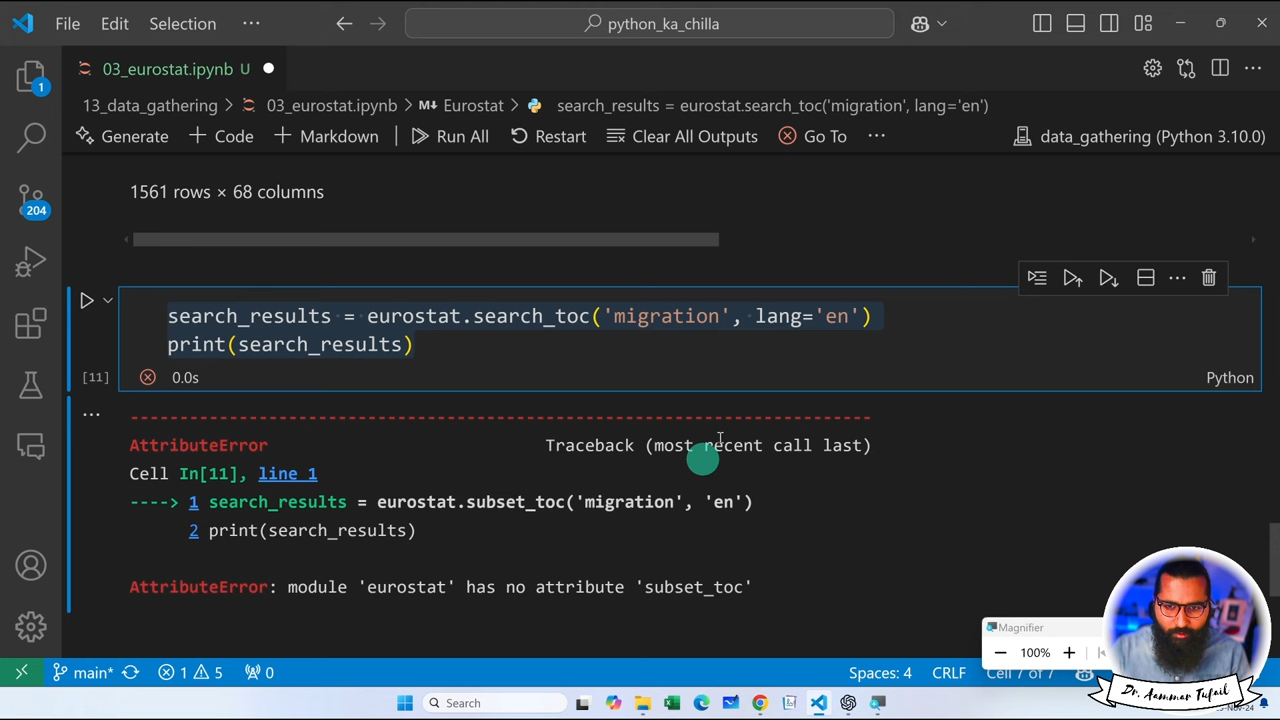 File Edit Selection ··· python_ka_chilla
03_eurostat.ipynb U
13_data_gathering > 03_eurostat.ipynb > M↓ Eurostat > search_results = eurostat.search_toc('migration', lang='en')
Generate + Code + Markdown | Run All Restart Clear All Outputs Go To ··· data_gathering (Python 3.10.0)
1
204
1561 rows × 68 columns
search_results = eurostat.search_toc('migration', lang='en')
print(search_results)
[11] 0.0s Python
---------------------------------------------------------------------------
AttributeError Traceback (most recent call last)
Cell In[11], line 1
----> 1 search_results = eurostat.subset_toc('migration', 'en')
2 print(search_results)
AttributeError: module 'eurostat' has no attribute 'subset_toc'
Magnifier
100%
main* 1 5 0 Spaces: 4 CRLF Cell 7 of 7
Dr. Aammar Tufail
Search